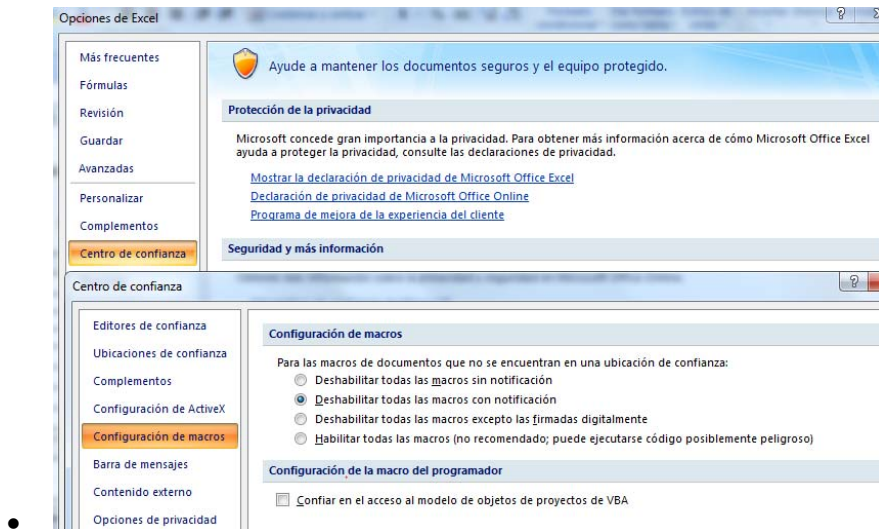 Opciones de Excel
Más frecuentes
Fórmulas
Revisión
Guardar
Avanzadas
Personalizar
Complementos
Centro de confianza
Ayude a mantener los documentos seguros y el equipo protegido.
Protección de la privacidad
Microsoft concede gran importancia a la privacidad. Para obtener más información acerca de cómo Microsoft Office Excel
ayuda a proteger la privacidad, consulte las declaraciones de privacidad.
Mostrar la declaración de privacidad de Microsoft Office Excel
Declaración de privacidad de Microsoft Office Online
Programa de mejora de la experiencia del cliente
Seguridad y más información
Centro de confianza
Editores de confianza
Ubicaciones de confianza
Complementos
Configuración de ActiveX
Configuración de macros
Barra de mensajes
Contenido externo
Opciones de privacidad
Configuración de macros
Para las macros de documentos que no se encuentran en una ubicación de confianza:
Deshabilitar todas las macros sin notificación
Deshabilitar todas las macros con notificación
Deshabilitar todas las macros excepto las firmadas digitalmente
Habilitar todas las macros (no recomendado; puede ejecutarse código posiblemente peligroso)
Configuración de la macro del programador
Confiar en el acceso al modelo de objetos de proyectos de VBA